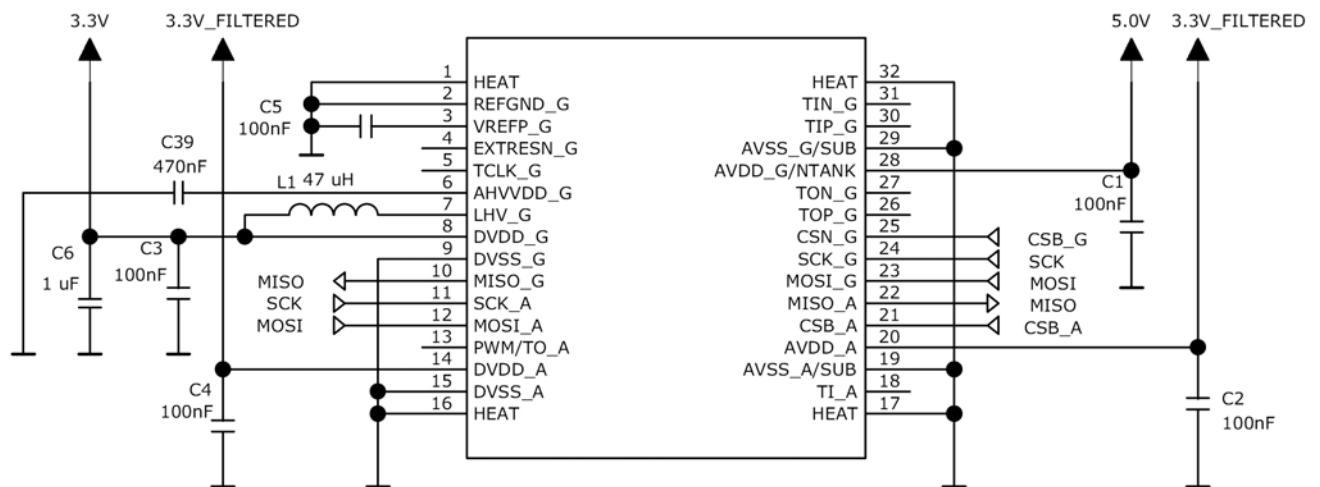 3.3V 3.3V_FILTERED 5.0V 3.3V_FILTERED
1 HEAT HEAT 32
C5 2 REFGND_G TIN_G 31
100nF 3 VREFP_G TIP_G 30
C39 4 EXTRESN_G AVSS_G/SUB 29
470nF 5 TCLK_G AVDD_G/NTANK 28
L1 47 uH 6 AHVVDD_G TON_G 27 C1
7 LHV_G TOP_G 26 100nF
C6 C3 8 DVDD_G CSN_G 25 CSB_G
1 uF 100nF 9 DVSS_G SCK_G 24 SCK
MISO 10 MISO_G MOSI_G 23 MOSI
SCK 11 SCK_A MISO_A 22 MISO
MOSI 12 MOSI_A CSB_A 21 CSB_A
13 PWM/TO_A AVDD_A 20
14 DVDD_A AVSS_A/SUB 19
C4 15 DVSS_A TI_A 18 C2
100nF 16 HEAT HEAT 17 100nF